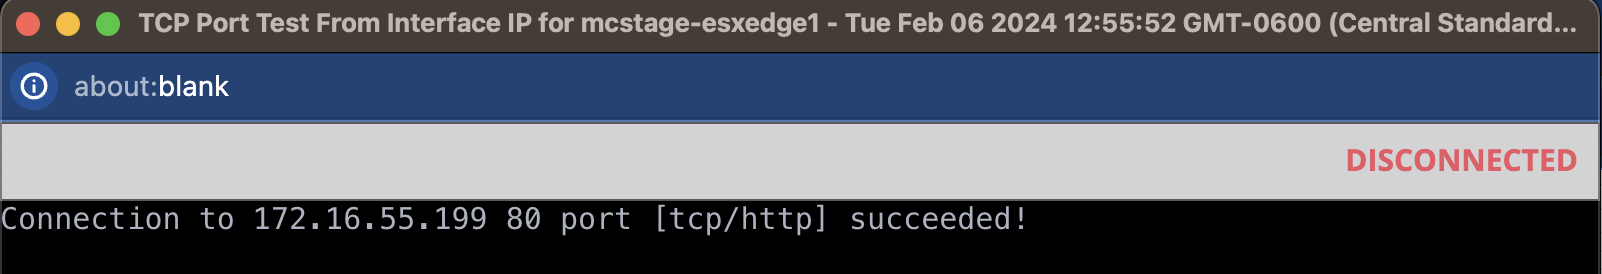 TCP Port Test From Interface IP for mcstage-esxedge1 - Tue Feb 06 2024 12:55:52 GMT-0600 (Central Standard...
about:blank
DISCONNECTED
Connection to 172.16.55.199 80 port [tcp/http] succeeded!